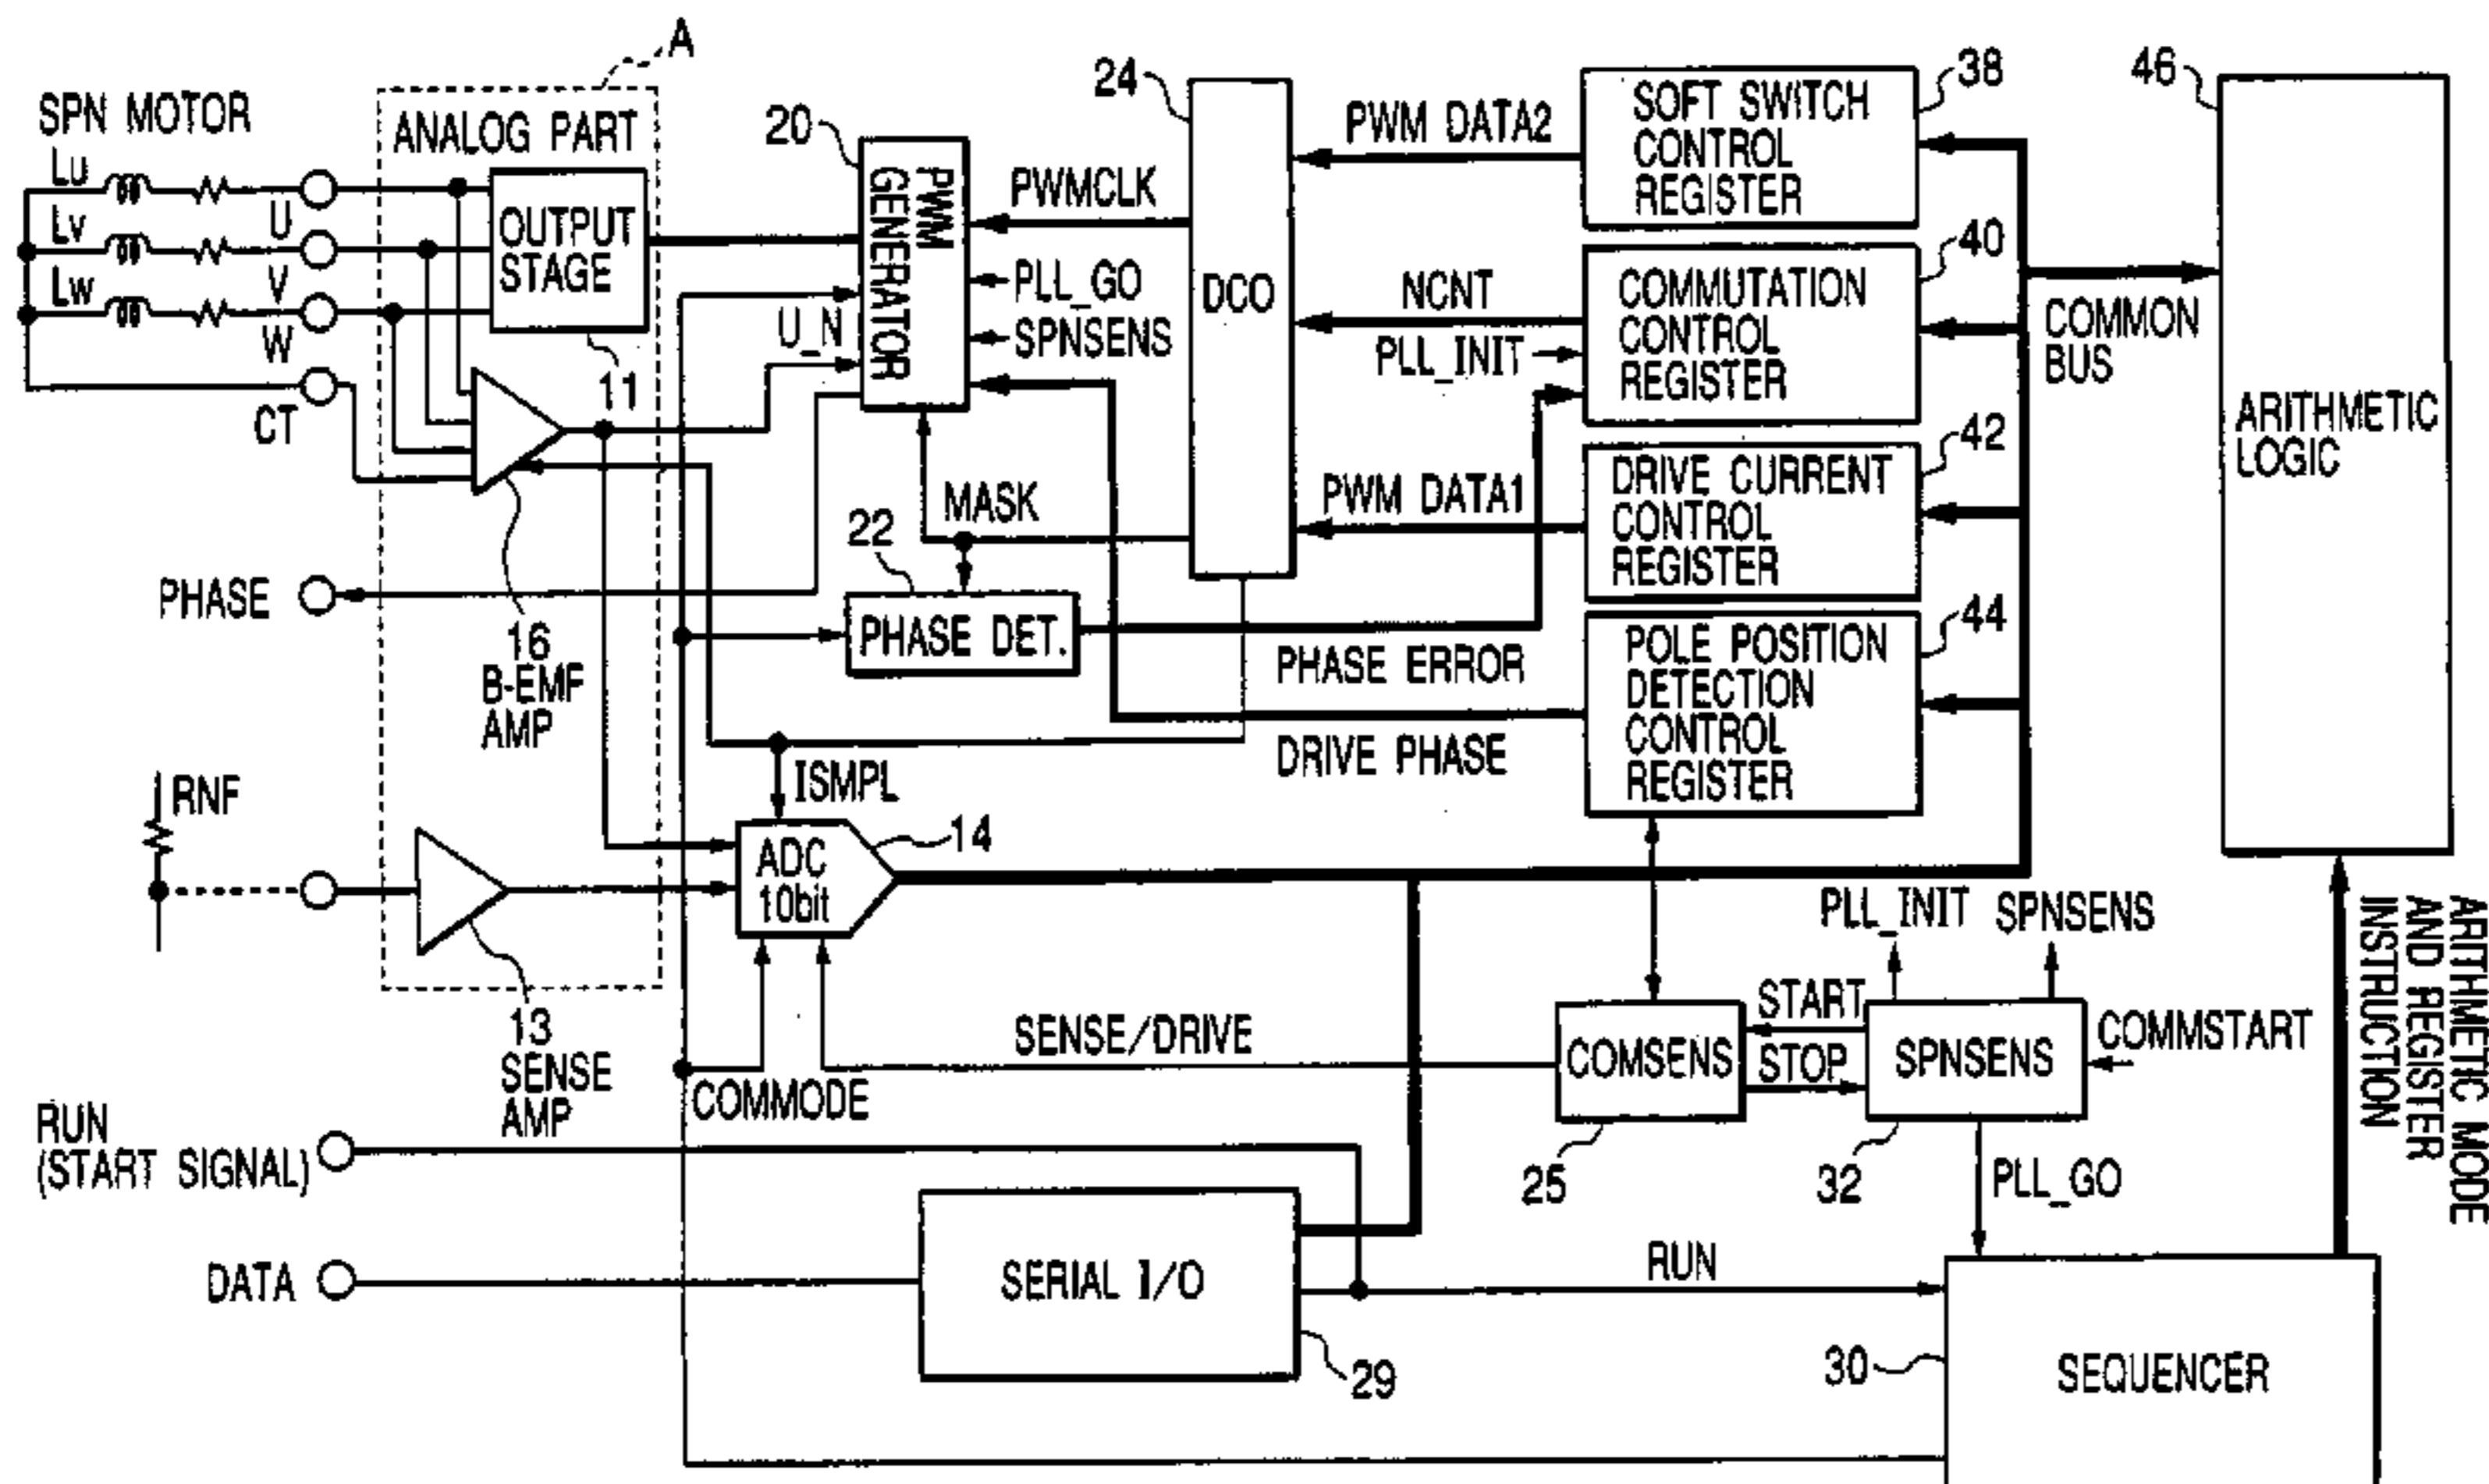 A
SPN MOTOR
ANALOG PART
Lu
U
Lv
V
Lw
W
CT
OUTPUT
STAGE
11
16
B-EMF
AMP
PHASE
RNF
13
SENSE
AMP
RUN
(START SIGNAL)
DATA
20
PWM
GENERATOR
U_N
PWMCLK
PLL_GO
SPNSENS
MASK
22
PHASE DET.
24
DCO
PWM DATA2
NCNT
PLL_INIT
PWM DATA1
PHASE ERROR
DRIVE PHASE
ISMPL
ADC
10bit
14
COMMODE
SENSE/DRIVE
SOFT SWITCH
CONTROL
REGISTER
38
COMMUTATION
CONTROL
REGISTER
40
DRIVE CURRENT
CONTROL
REGISTER
42
POLE POSITION
DETECTION
CONTROL
REGISTER
44
COMMON
BUS
46
ARITHMETIC
LOGIC
PLL_INIT
SPNSENS
START
STOP
COMSENS
25
SPNSENS
32
COMMSTART
PLL_GO
ARITHMETIC MODE
AND REGISTER
INSTRUCTION
SERIAL I/O
29
RUN
30
SEQUENCER